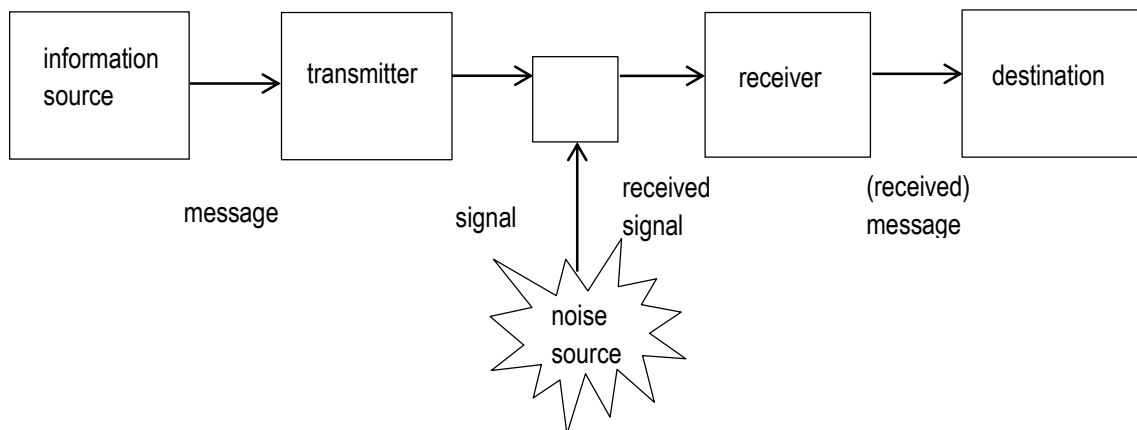 information
source
transmitter
receiver
destination
message
signal
received
signal
(received)
message
noise
source